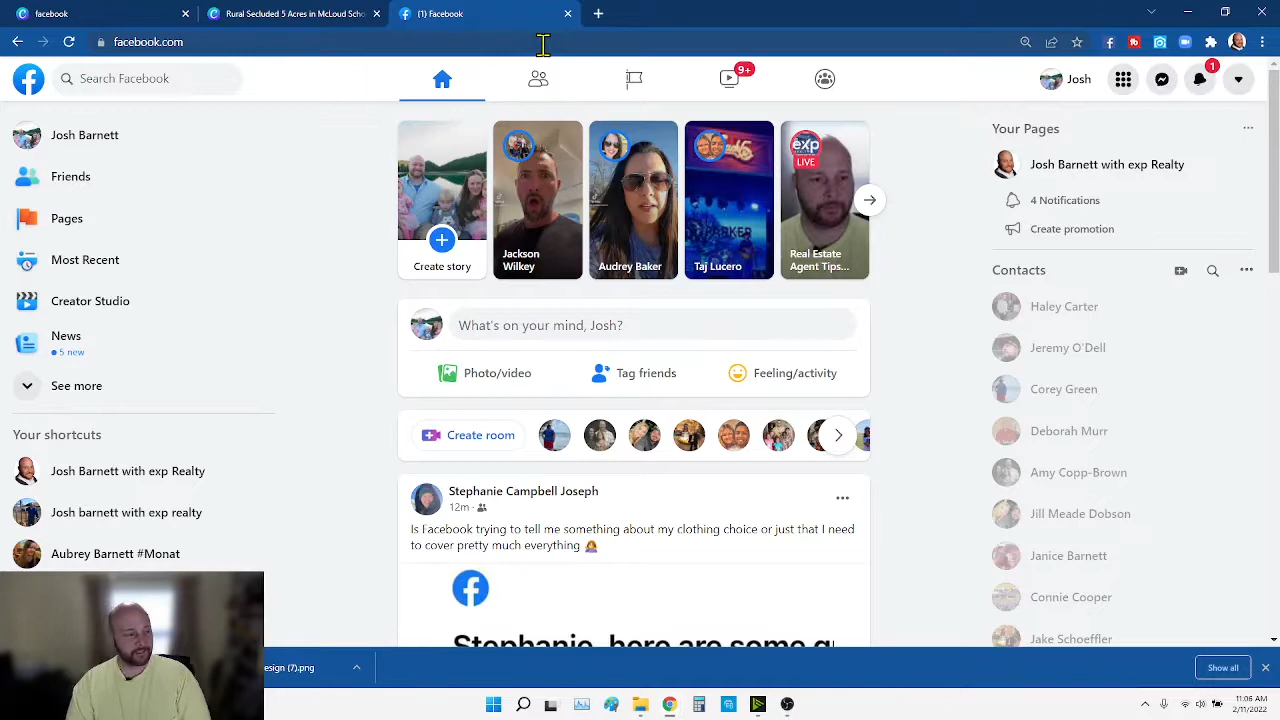 facebook
Rural Secluded 5 Acres in McLoud Scho
(1) Facebook
facebook.com
Search Facebook
9+
Josh
1
Josh Barnett
Friends
Pages
Most Recent
Creator Studio
News
5 new
See more
Your shortcuts
Josh Barnett with exp Realty
Josh barnett with exp realty
Aubrey Barnett #Monat
Create story
Jackson
Wilkey
Audrey Baker
Taj Lucero
exp
LIVE
Real Estate
Agent Tips...
What's on your mind, Josh?
Photo/video
Tag friends
Feeling/activity
Create room
Stephanie Campbell Joseph
12m ·
Is Facebook trying to tell me something about my clothing choice or just that I need
to cover pretty much everything
Stephanie, here are some g
Your Pages
Josh Barnett with exp Realty
4 Notifications
Create promotion
Contacts
Haley Carter
Jeremy O'Dell
Corey Green
Deborah Murr
Amy Copp-Brown
Jill Meade Dobson
Janice Barnett
Connie Cooper
Jake Schoeffler
esign (7).png
Show all
11:06 AM
2/11/2022